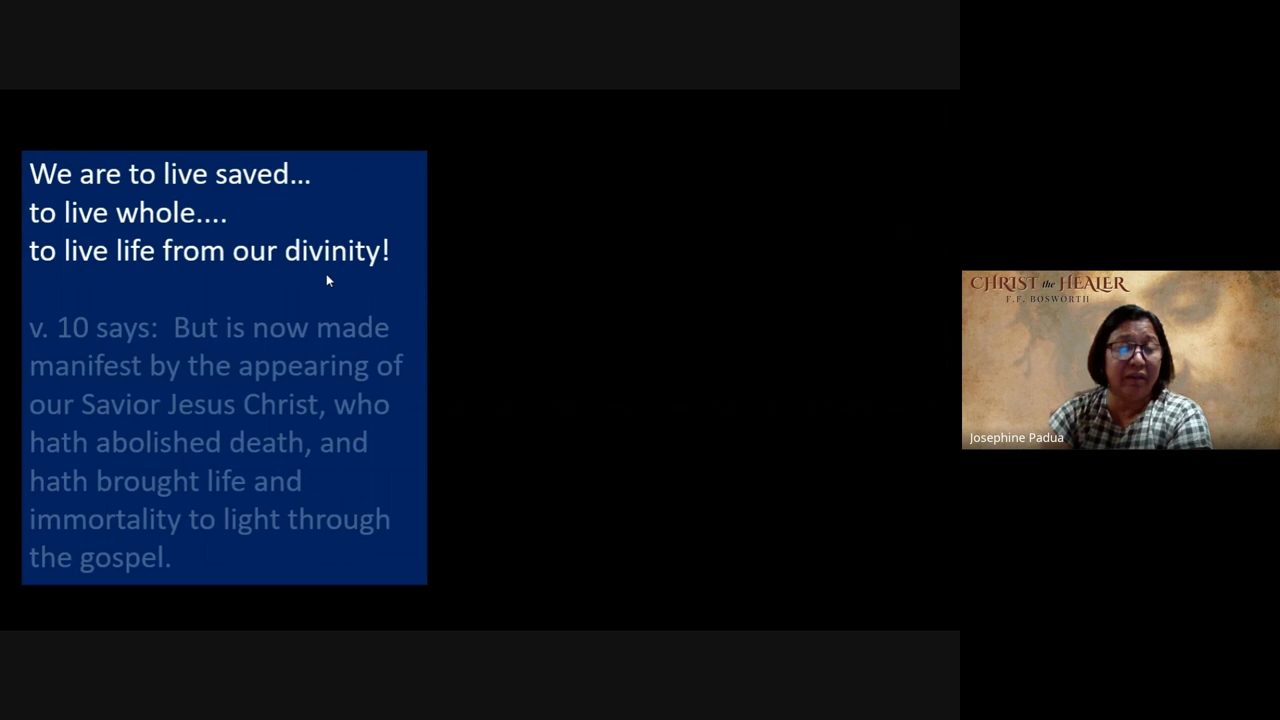 We are to live saved...
to live whole....
to live life from our divinity!
v. 10 says:  But is now made
manifest by the appearing of
our Savior Jesus Christ, who
hath abolished death, and
hath brought life and
immortality to light through
the gospel.
CHRIST the HEALER
F.F. BOSWORTH
Josephine Padua